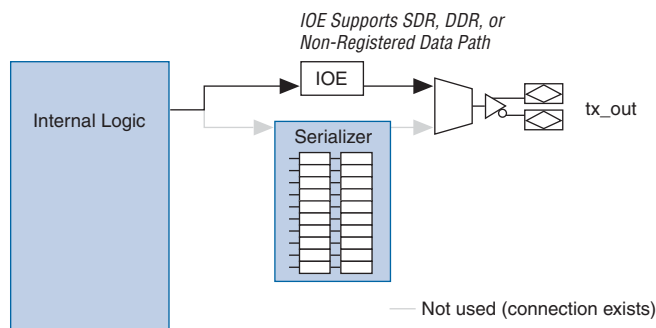 IOE Supports SDR, DDR, or
Non-Registered Data Path
IOE
Internal Logic
tx_out
Serializer
Not used (connection exists)